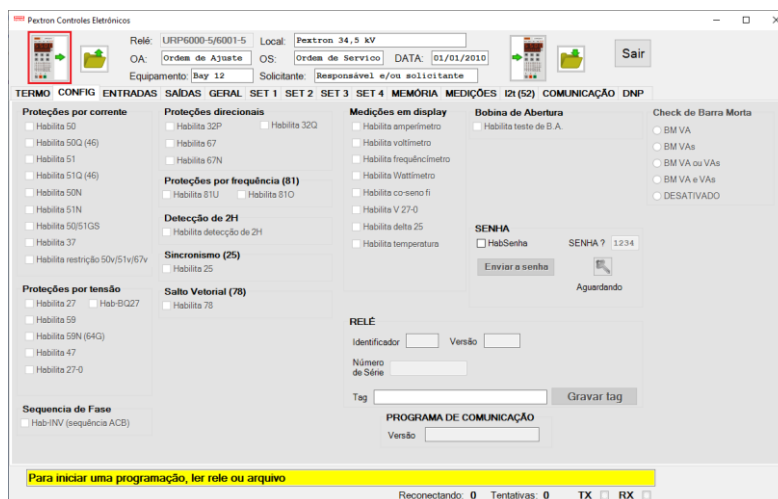 Pextron Controles Eletrônicos
Relé: URP6000-5/6001-5 Local: Pextron 34,5 kV
OA: Ordem de Ajuste OS: Ordem de Servico DATA: 01/01/2010
Equipamento: Bay 12 Solicitante: Responsável e/ou solicitante
Sair
TERMO CONFIG ENTRADAS SAÍDAS GERAL SET 1 SET 2 SET 3 SET 4 MEMÓRIA MEDIÇÕES I2t (52) COMUNICAÇÃO DNP
Proteções por corrente
Habilita 50
Habilita 50Q (46)
Habilita 51
Habilita 51Q (46)
Habilita 50N
Habilita 51N
Habilita 50/51GS
Habilita 37
Habilita restrição 50v/51v/67v
Proteções por tensão
Habilita 27 Hab-BQ27
Habilita 59
Habilita 59N (64G)
Habilita 47
Habilita 27-0
Sequencia de Fase
Hab-INV (sequência ACB)
Proteções direcionais
Habilita 32P Habilita 32Q
Habilita 67
Habilita 67N
Proteções por frequência (81)
Habilita 81U Habilita 81O
Detecção de 2H
Habilita detecção de 2H
Sincronismo (25)
Habilita 25
Salto Vetorial (78)
Habilita 78
Medições em display
Habilita amperímetro
Habilita voltímetro
Habilita frequêncímetro
Habilita Wattímetro
Habilita co-seno fi
Habilita V 27-0
Habilita delta 25
Habilita temperatura
Bobina de Abertura
Habilita teste de B.A.
SENHA
HabSenha SENHA ? 1234
Enviar a senha
Aguardando
Check de Barra Morta
BM VA
BM VAs
BM VA ou VAs
BM VA e VAs
DESATIVADO
RELÉ
Identificador Versão
Número
de Série
Tag Gravar tag
PROGRAMA DE COMUNICAÇÃO
Versão
Para iniciar uma programação, ler rele ou arquivo
Reconectando: 0 Tentativas: 0 TX RX